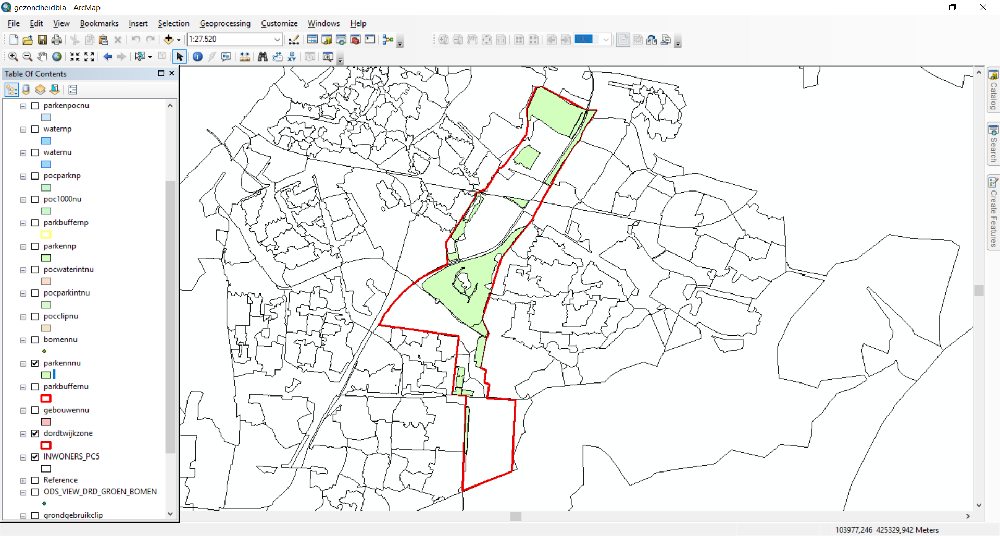 gezondheidbla - ArcMap
File Edit View Bookmarks Insert Selection Geoprocessing Customize Windows Help
1:27.520
100%
XY
Table Of Contents
parkenpocnu
waternp
waternu
pocparknp
poc1000nu
parkbuffernp
parkennp
pocwaterintnu
pocparkintnu
pocclipnu
bomennu
parkennnu
parkbuffernu
gebouwennu
dordtwijkzone
INWONERS_PC5
Reference
ODS_VIEW_DRD_GROEN_BOMEN
grondgebruikclip
Catalog
Search
Create Features
103977,246 425329,942 Meters